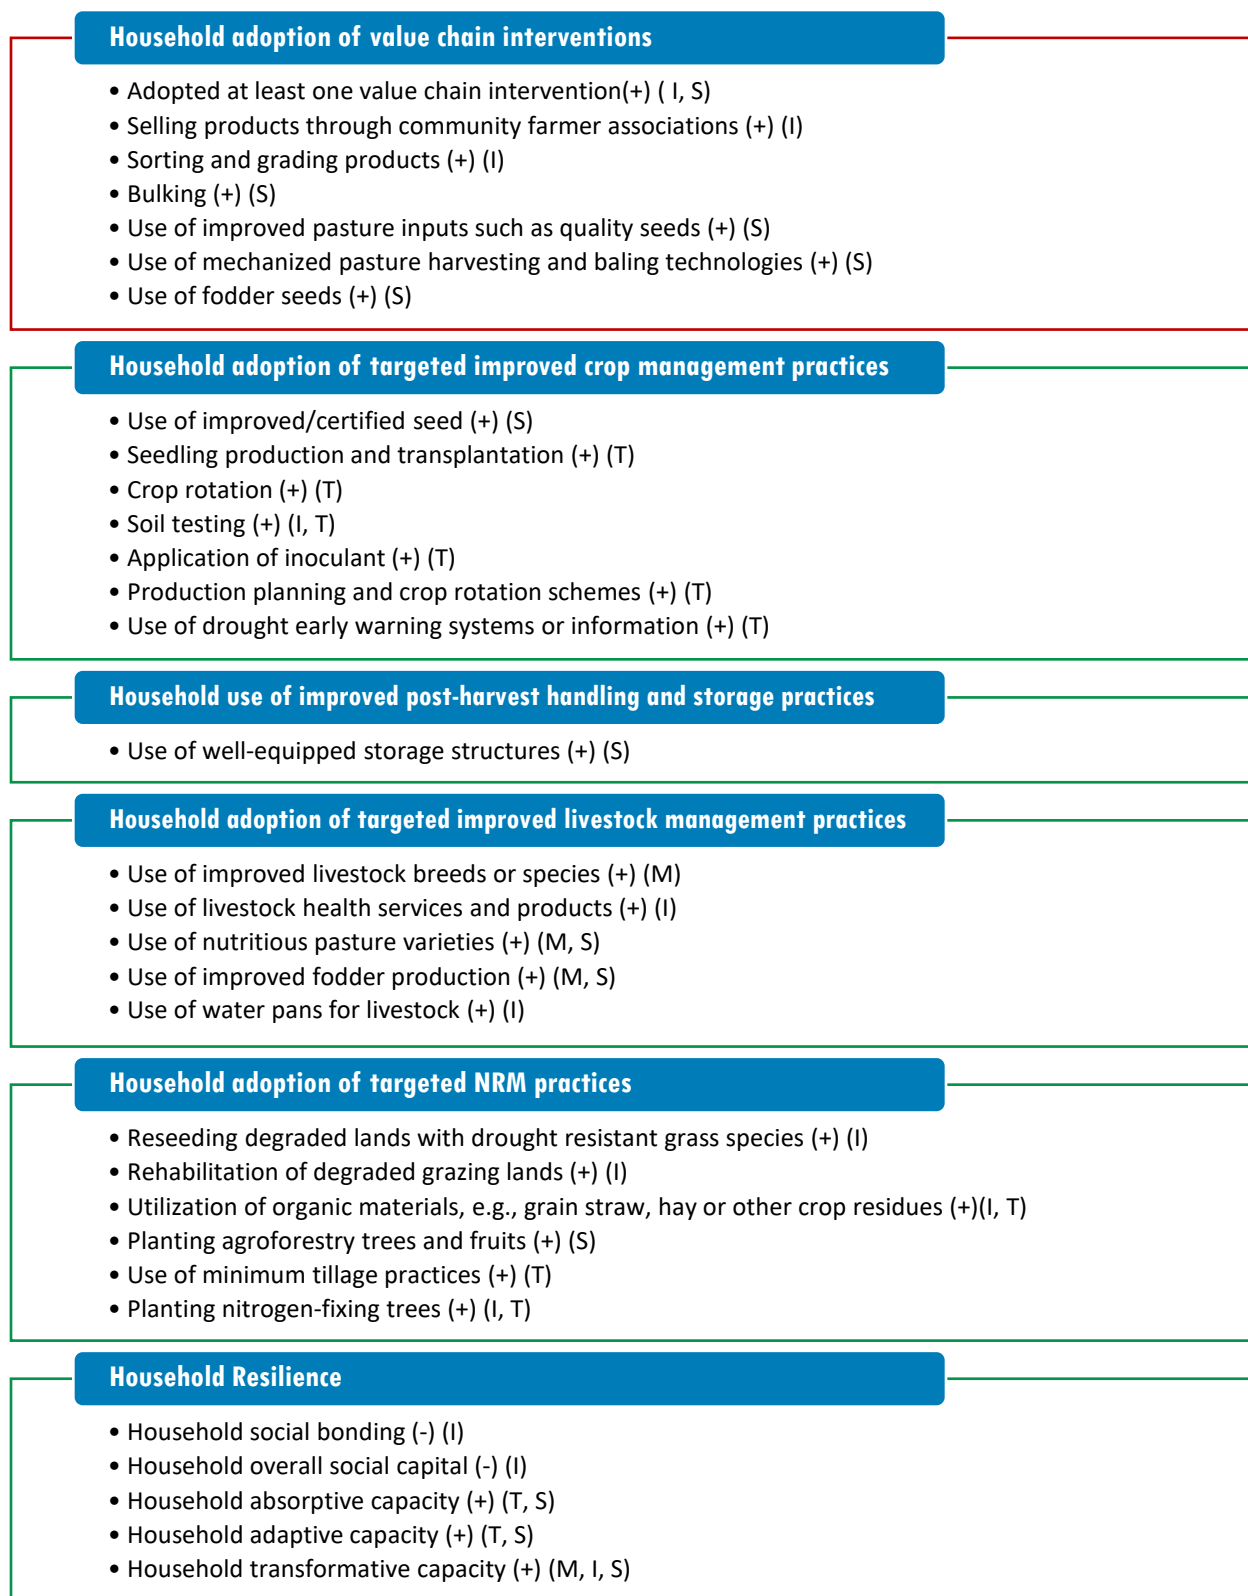 Household adoption of value chain interventions
• Adopted at least one value chain intervention(+) ( I, S)
• Selling products through community farmer associations (+) (I)
• Sorting and grading products (+) (I)
• Bulking (+) (S)
• Use of improved pasture inputs such as quality seeds (+) (S)
• Use of mechanized pasture harvesting and baling technologies (+) (S)
• Use of fodder seeds (+) (S)
Household adoption of targeted improved crop management practices
• Use of improved/certified seed (+) (S)
• Seedling production and transplantation (+) (T)
• Crop rotation (+) (T)
• Soil testing (+) (I, T)
• Application of inoculant (+) (T)
• Production planning and crop rotation schemes (+) (T)
• Use of drought early warning systems or information (+) (T)
Household use of improved post-harvest handling and storage practices
• Use of well-equipped storage structures (+) (S)
Household adoption of targeted improved livestock management practices
• Use of improved livestock breeds or species (+) (M)
• Use of livestock health services and products (+) (I)
• Use of nutritious pasture varieties (+) (M, S)
• Use of improved fodder production (+) (M, S)
• Use of water pans for livestock (+) (I)
Household adoption of targeted NRM practices
• Reseeding degraded lands with drought resistant grass species (+) (I)
• Rehabilitation of degraded grazing lands (+) (I)
• Utilization of organic materials, e.g., grain straw, hay or other crop residues (+)(I, T)
• Planting agroforestry trees and fruits (+) (S)
• Use of minimum tillage practices (+) (T)
• Planting nitrogen-fixing trees (+) (I, T)
Household Resilience
• Household social bonding (-) (I)
• Household overall social capital (-) (I)
• Household absorptive capacity (+) (T, S)
• Household adaptive capacity (+) (T, S)
• Household transformative capacity (+) (M, I, S)